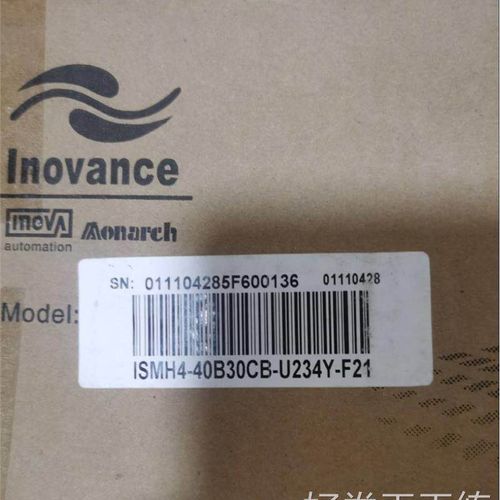 Inovance
INOVA Monarch
automation
SN: 011104285F600136 01110428
Model:
ISMH4-40B30CB-U234Y-F21